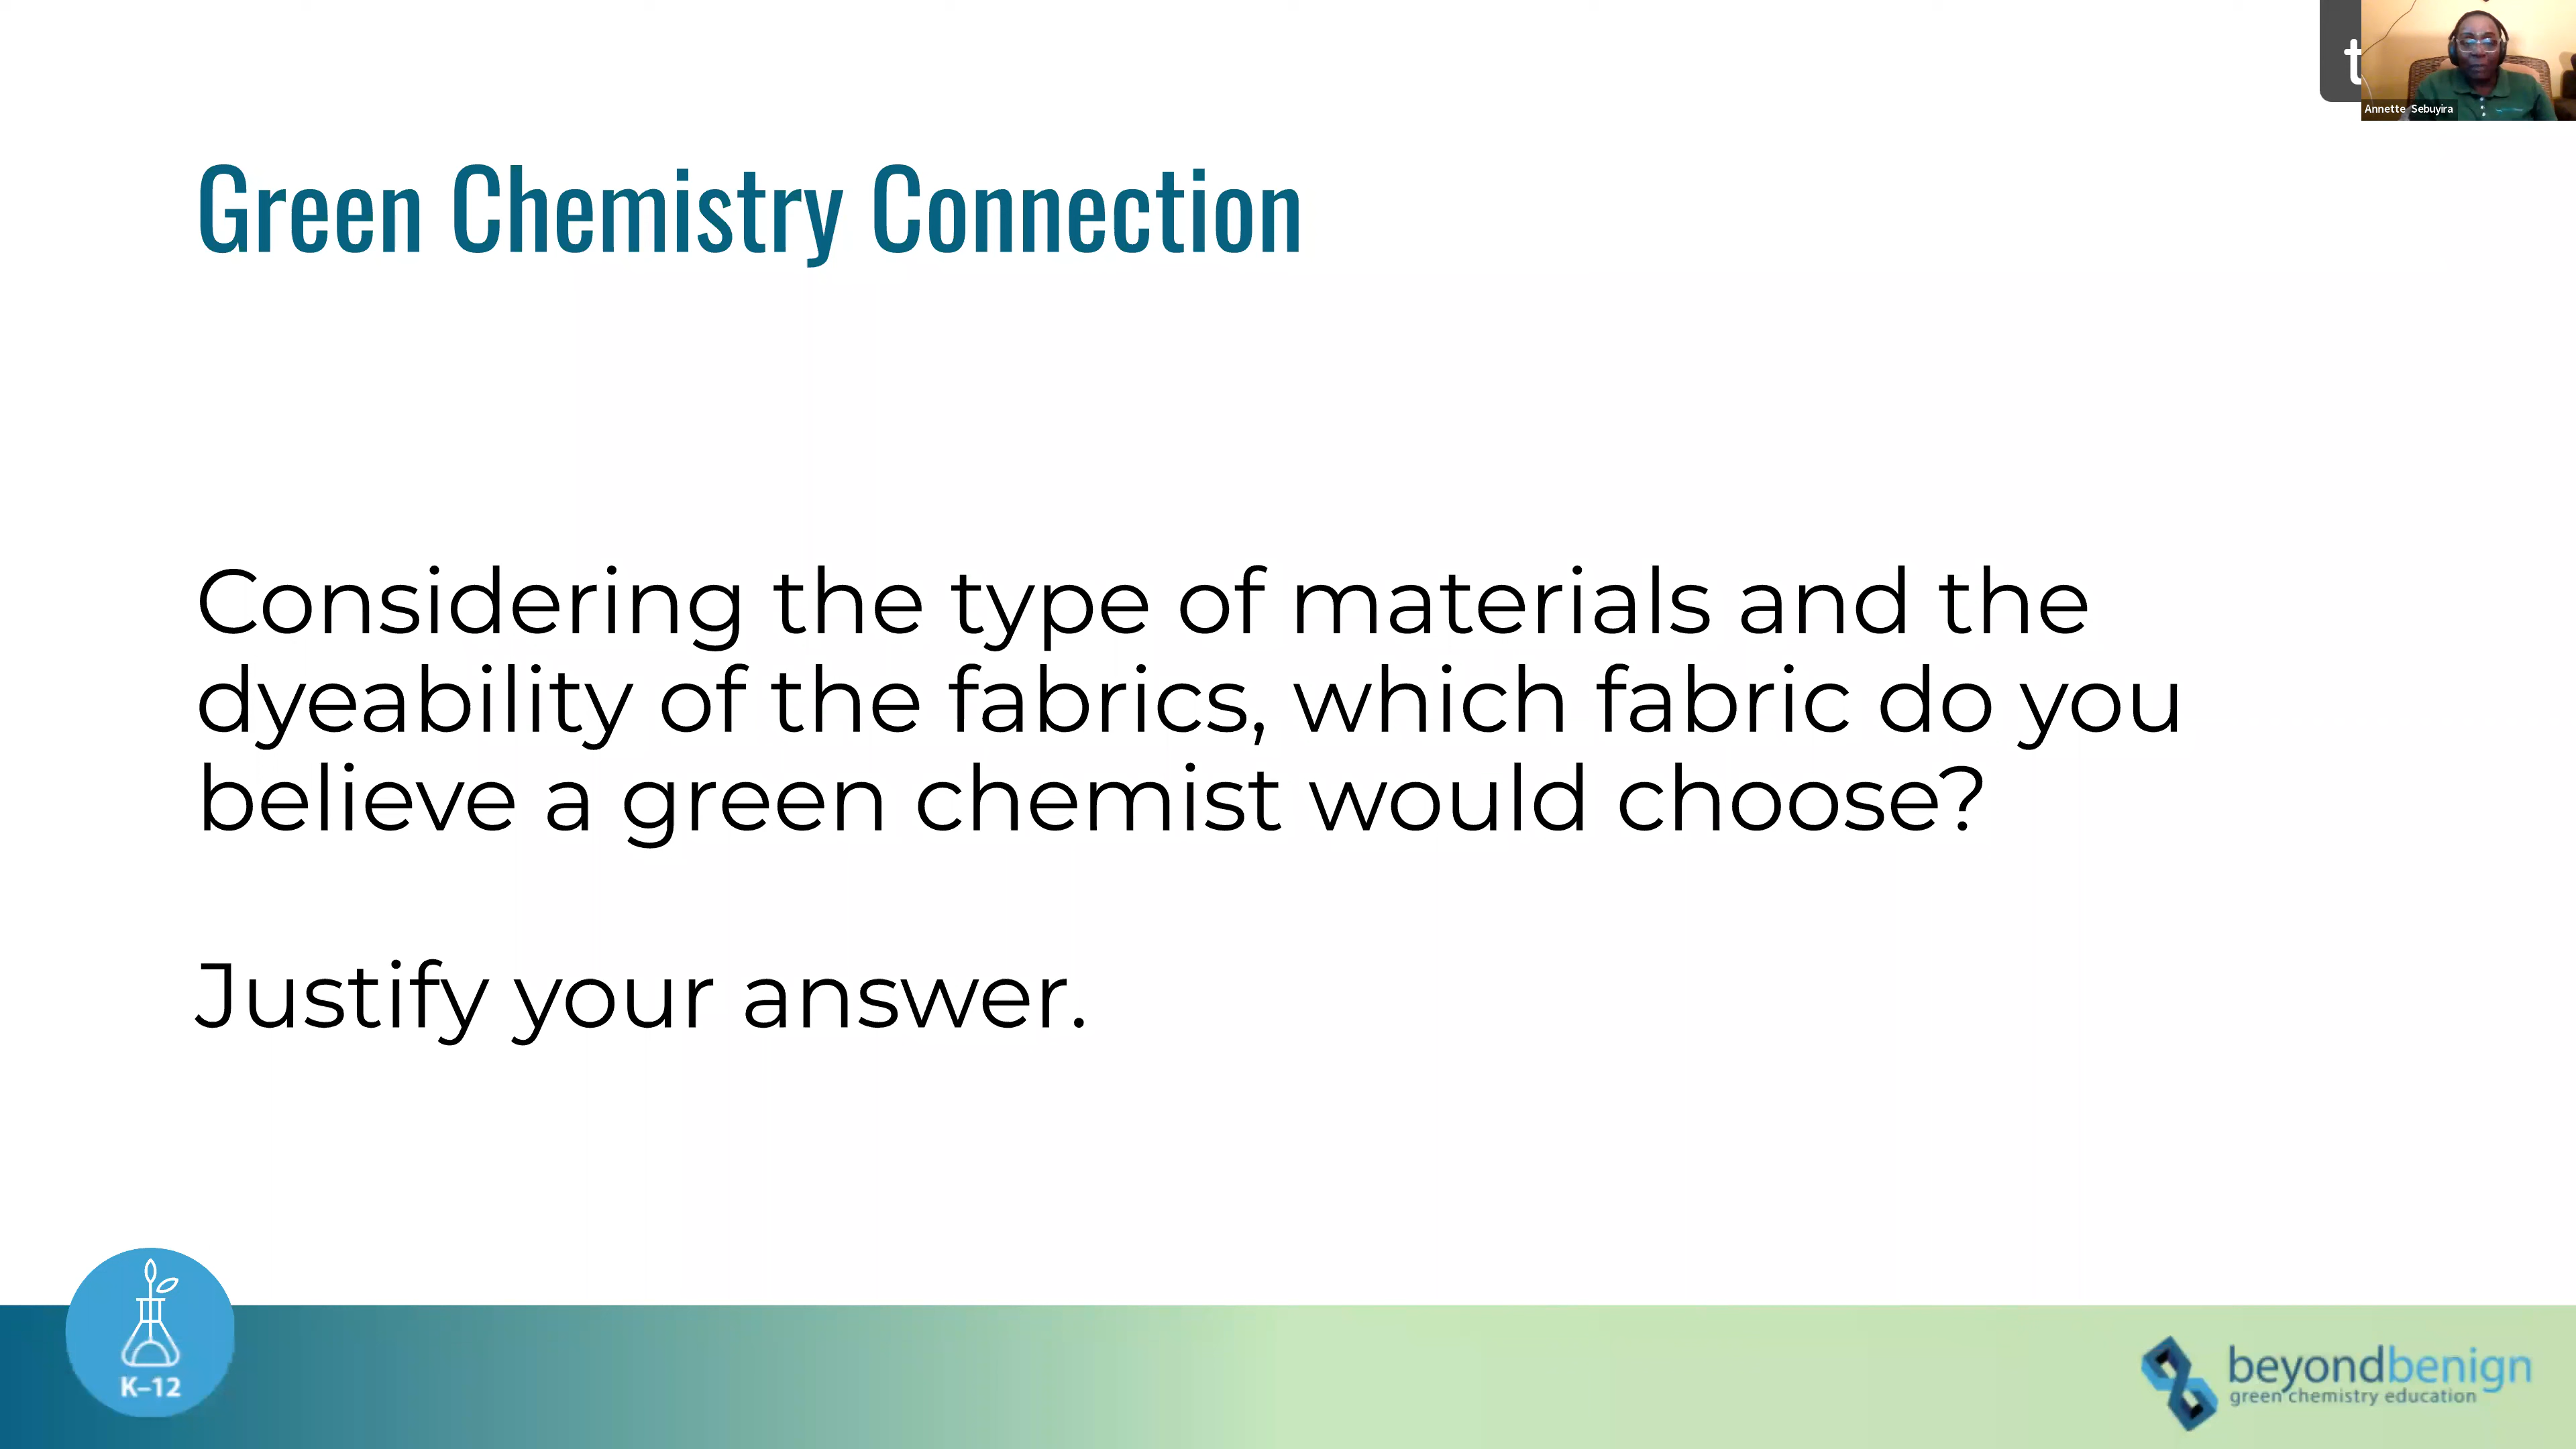 t
Annette Sebuyira
Green Chemistry Connection
Considering the type of materials and the
dyeability of the fabrics, which fabric do you
believe a green chemist would choose?
Justify your answer.
K–12
beyondbenign
green chemistry education